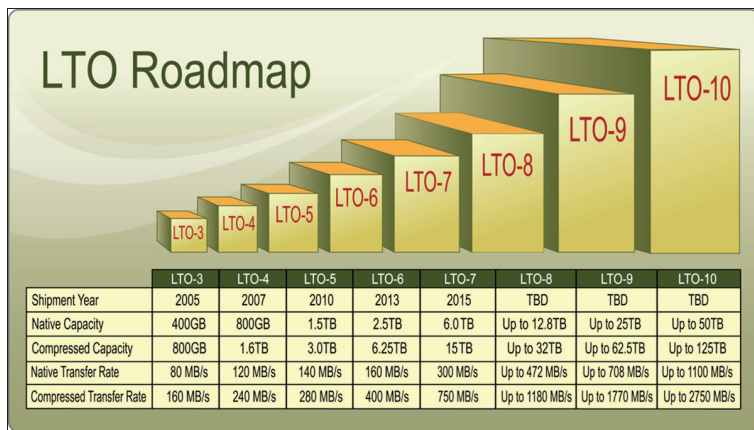 LTO Roadmap
LTO-3
LTO-4
LTO-5
LTO-6
LTO-7
LTO-8
LTO-9
LTO-10
LTO-3 LTO-4 LTO-5 LTO-6 LTO-7 LTO-8 LTO-9 LTO-10
Shipment Year 2005 2007 2010 2013 2015 TBD TBD TBD
Native Capacity 400GB 800GB 1.5TB 2.5TB 6.0TB Up to 12.8TB Up to 25TB Up to 50TB
Compressed Capacity 800GB 1.6TB 3.0TB 6.25TB 15TB Up to 32TB Up to 62.5TB Up to 125TB
Native Transfer Rate 80 MB/s 120 MB/s 140 MB/s 160 MB/s 300 MB/s Up to 472 MB/s Up to 708 MB/s Up to 1100 MB/s
Compressed Transfer Rate 160 MB/s 240 MB/s 280 MB/s 400 MB/s 750 MB/s Up to 1180 MB/s Up to 1770 MB/s Up to 2750 MB/s